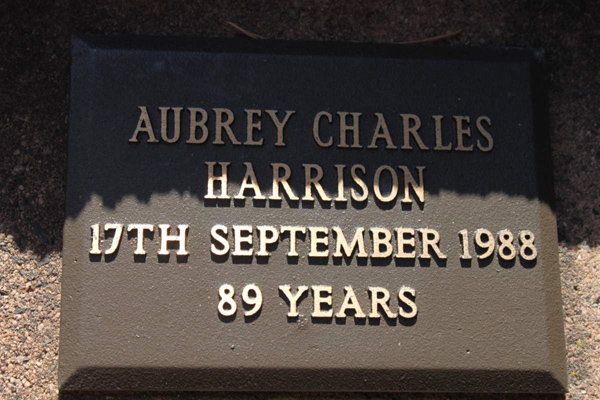 AUBREY CHARLES
HARRISON
17TH SEPTEMBER 1988
89 YEARS